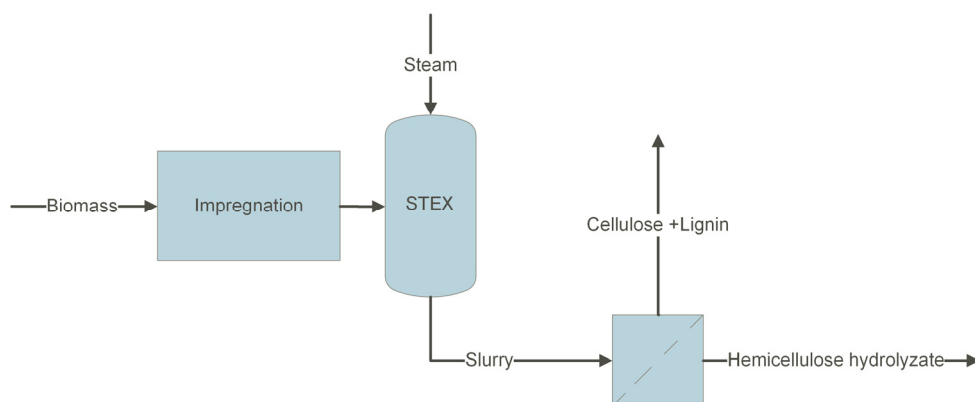 Steam
Biomass
Impregnation
STEX
Cellulose +Lignin
Slurry
Hemicellulose hydrolyzate